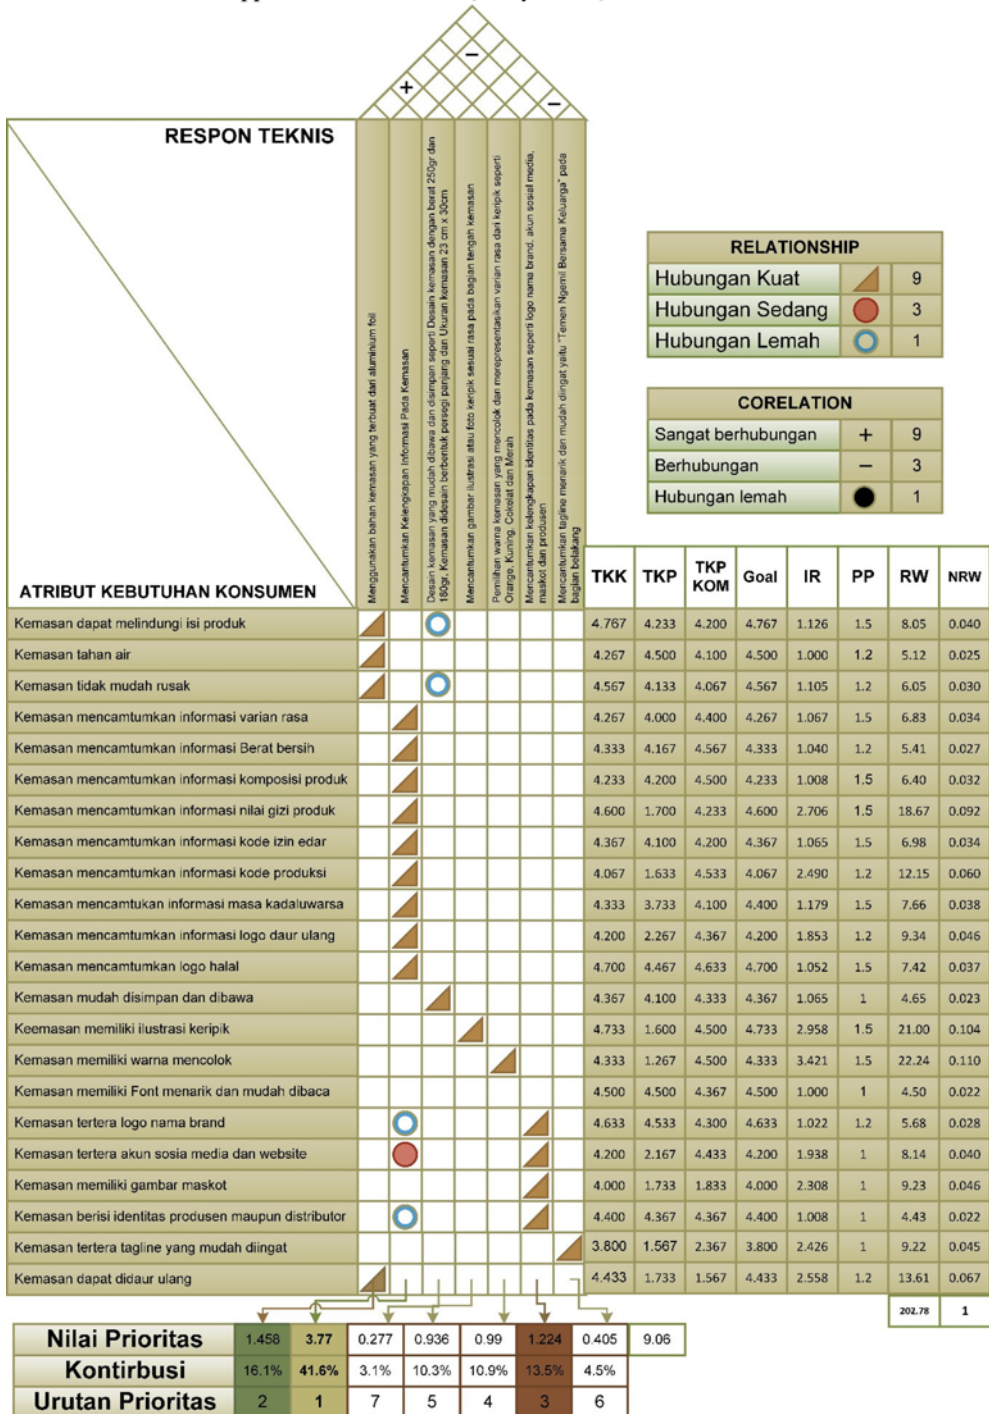 +
−
−
RESPON TEKNIS
ATRIBUT KEBUTUHAN KONSUMEN
Menggunakan bahan kemasan yang terbuat dari aluminium foil
Mencantumkan Kelengkapan Informasi Pada Kemasan
Desain kemasan yang mudah dibawa dan disimpan seperti Desain kemasan dengan berat 250gr dan
180gr, Kemasan didesain berbentuk persegi panjang dan Ukuran kemasan 23 cm x 30cm
Mencantumkan gambar ilustrasi atau foto keripik sesuai rasa pada bagian tengah kemasan
Pemilihan warna kemasan yang mencolok dan merepresentasikan varian rasa dari keripik seperti
Orange, Kuning, Cokelat dan Merah
Mencantumkan kelengkapan identitas pada kemasan seperti logo nama brand, akun sosial media,
maskot dan produsen
Mencantumkan tagline menarik dan mudah diingat yaitu "Temen Ngemil Bersama Keluarga" pada
bagian belakang
RELATIONSHIP
Hubungan Kuat 9
Hubungan Sedang 3
Hubungan Lemah 1
CORELATION
Sangat berhubungan + 9
Berhubungan − 3
Hubungan lemah 1
TKK TKP TKP KOM Goal IR PP RW NRW
Kemasan dapat melindungi isi produk 4.767 4.233 4.200 4.767 1.126 1.5 8.05 0.040
Kemasan tahan air 4.267 4.500 4.100 4.500 1.000 1.2 5.12 0.025
Kemasan tidak mudah rusak 4.567 4.133 4.067 4.567 1.105 1.2 6.05 0.030
Kemasan mencamtumkan informasi varian rasa 4.267 4.000 4.400 4.267 1.067 1.5 6.83 0.034
Kemasan mencamtumkan informasi Berat bersih 4.333 4.167 4.567 4.333 1.040 1.2 5.41 0.027
Kemasan mencamtumkan informasi komposisi produk 4.233 4.200 4.500 4.233 1.008 1.5 6.40 0.032
Kemasan mencamtumkan informasi nilai gizi produk 4.600 1.700 4.233 4.600 2.706 1.5 18.67 0.092
Kemasan mencamtumkan informasi kode izin edar 4.367 4.100 4.200 4.367 1.065 1.5 6.98 0.034
Kemasan mencamtumkan informasi kode produksi 4.067 1.633 4.533 4.067 2.490 1.2 12.15 0.060
Kemasan mencamtukan informasi masa kadaluwarsa 4.333 3.733 4.100 4.400 1.179 1.5 7.66 0.038
Kemasan mencamtumkan informasi logo daur ulang 4.200 2.267 4.367 4.200 1.853 1.2 9.34 0.046
Kemasan mencamtumkan logo halal 4.700 4.467 4.633 4.700 1.052 1.5 7.42 0.037
Kemasan mudah disimpan dan dibawa 4.367 4.100 4.333 4.367 1.065 1 4.65 0.023
Keemasan memiliki ilustrasi keripik 4.733 1.600 4.500 4.733 2.958 1.5 21.00 0.104
Kemasan memiliki warna mencolok 4.333 1.267 4.500 4.333 3.421 1.5 22.24 0.110
Kemasan memiliki Font menarik dan mudah dibaca 4.500 4.500 4.367 4.500 1.000 1 4.50 0.022
Kemasan tertera logo nama brand 4.633 4.533 4.300 4.633 1.022 1.2 5.68 0.028
Kemasan tertera akun sosia media dan website 4.200 2.167 4.433 4.200 1.938 1 8.14 0.040
Kemasan memiliki gambar maskot 4.000 1.733 1.833 4.000 2.308 1 9.23 0.046
Kemasan berisi identitas produsen maupun distributor 4.400 4.367 4.367 4.400 1.008 1 4.43 0.022
Kemasan tertera tagline yang mudah diingat 3.800 1.567 2.367 3.800 2.426 1 9.22 0.045
Kemasan dapat didaur ulang 4.433 1.733 1.567 4.433 2.558 1.2 13.61 0.067
202.78 1
Nilai Prioritas 1.458 3.77 0.277 0.936 0.99 1.224 0.405 9.06
Kontirbusi 16.1% 41.6% 3.1% 10.3% 10.9% 13.5% 4.5%
Urutan Prioritas 2 1 7 5 4 3 6